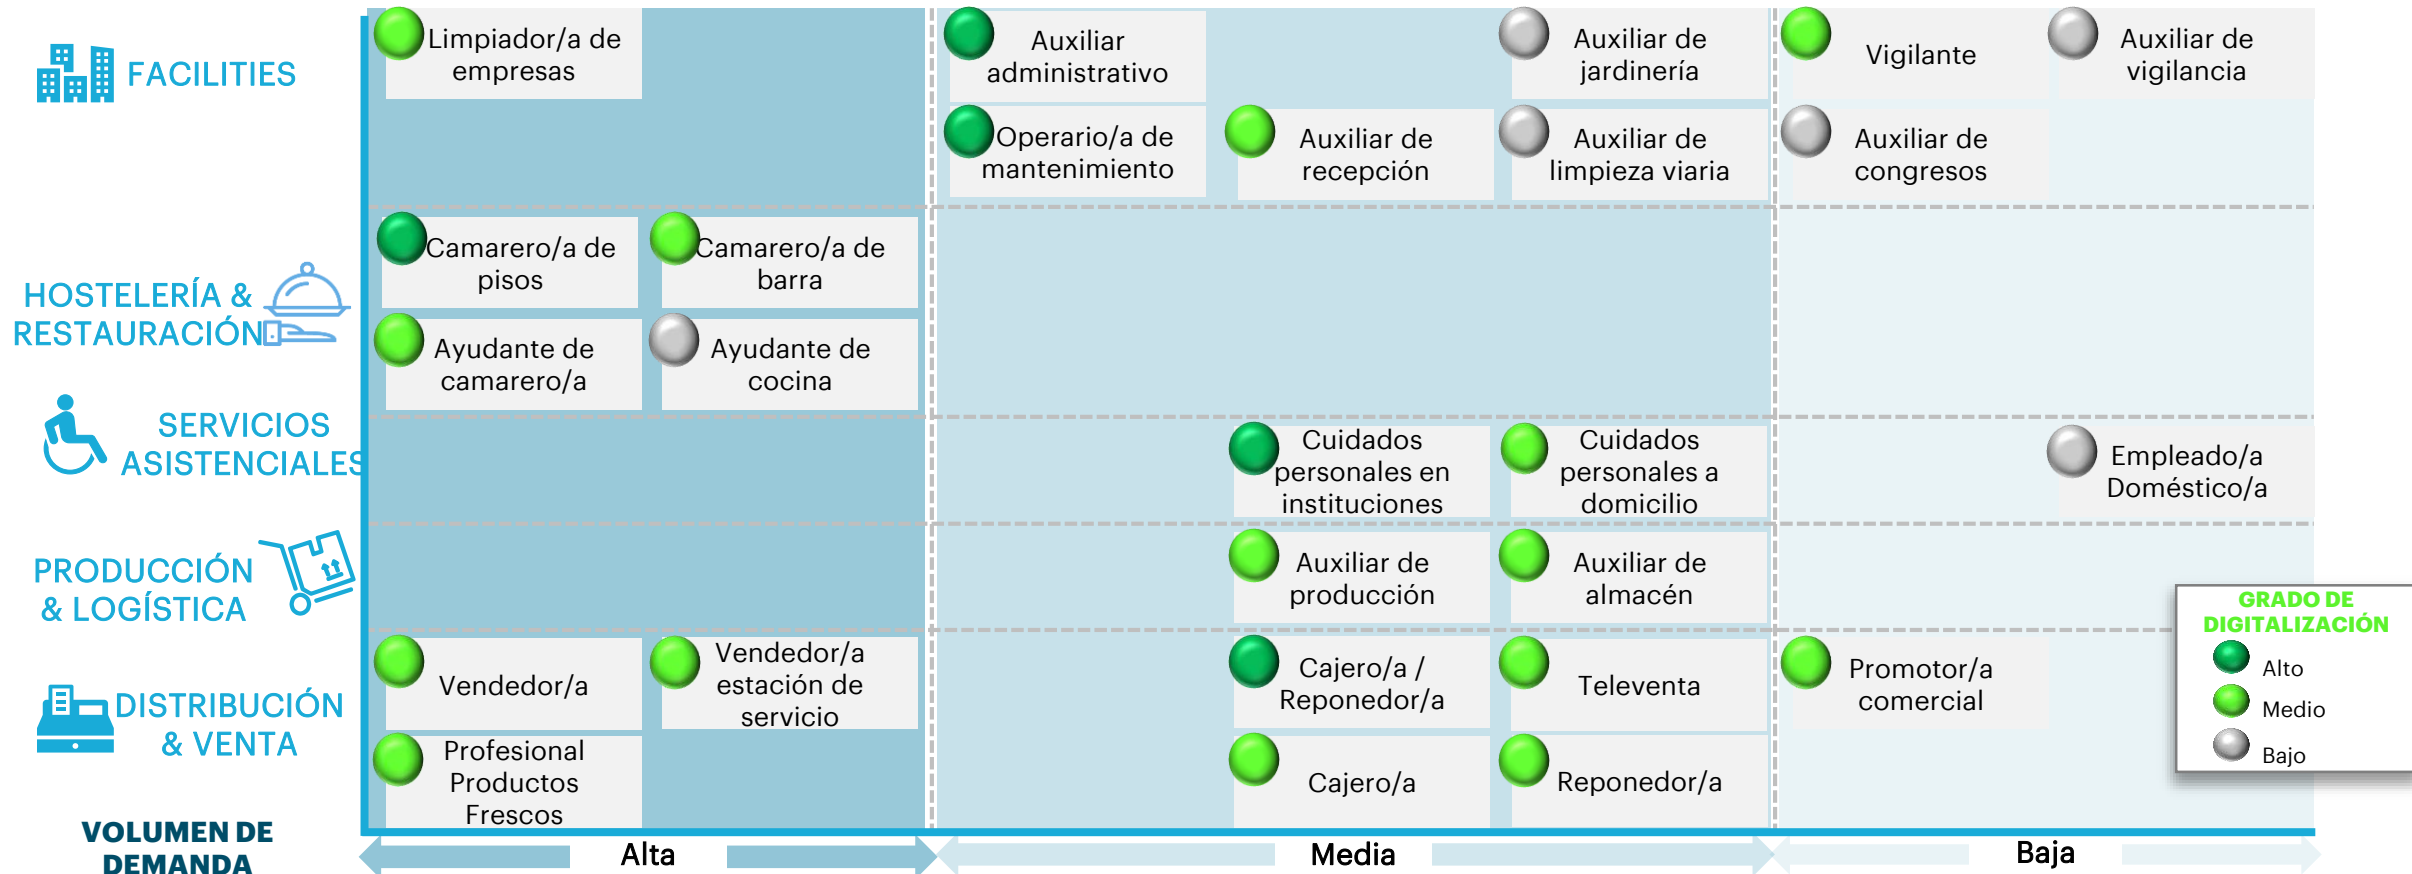 FACILITIES
Limpiador/a de
empresas
Auxiliar
administrativo
Auxiliar de
jardinería
Vigilante
Auxiliar de
vigilancia
Operario/a de
mantenimiento
Auxiliar de
recepción
Auxiliar de
limpieza viaria
Auxiliar de
congresos
HOSTELERÍA &
RESTAURACIÓN
Camarero/a de
pisos
Camarero/a de
barra
Ayudante de
camarero/a
Ayudante de
cocina
SERVICIOS
ASISTENCIALES
Cuidados
personales en
instituciones
Cuidados
personales a
domicilio
Empleado/a
Doméstico/a
PRODUCCIÓN
& LOGÍSTICA
Auxiliar de
producción
Auxiliar de
almacén
DISTRIBUCIÓN
& VENTA
Vendedor/a
Vendedor/a
estación de
servicio
Cajero/a /
Reponedor/a
Televenta
Promotor/a
comercial
Profesional
Productos
Frescos
Cajero/a
Reponedor/a
GRADO DE
DIGITALIZACIÓN
Alto
Medio
Bajo
VOLUMEN DE
DEMANDA
Alta
Media
Baja